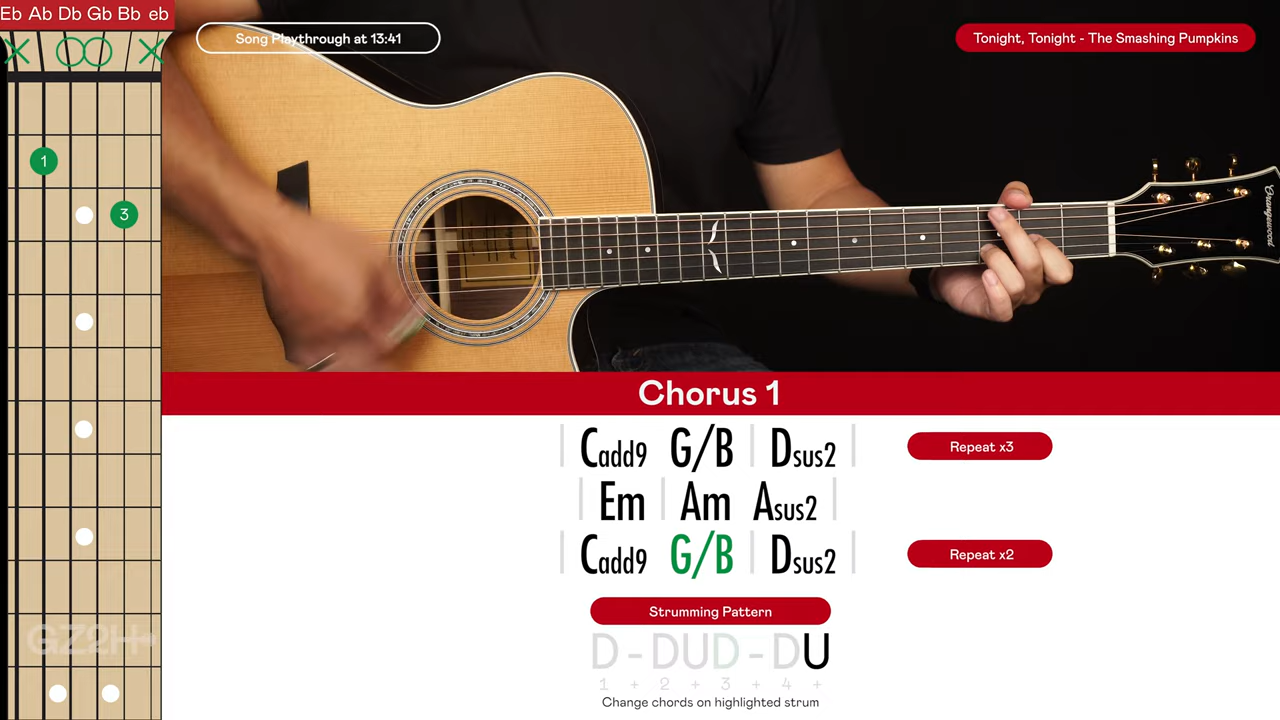 Eb Ab Db Gb Bb eb
Song Playthrough at 13:41
Tonight, Tonight - The Smashing Pumpkins
Orangewood
1
3
Chorus 1
Cadd9 G/B Dsus2
Repeat x3
Em Am Asus2
Cadd9 G/B Dsus2
Repeat x2
Strumming Pattern
D - DUD - DU
1 + 2 + 3 + 4 +
Change chords on highlighted strum